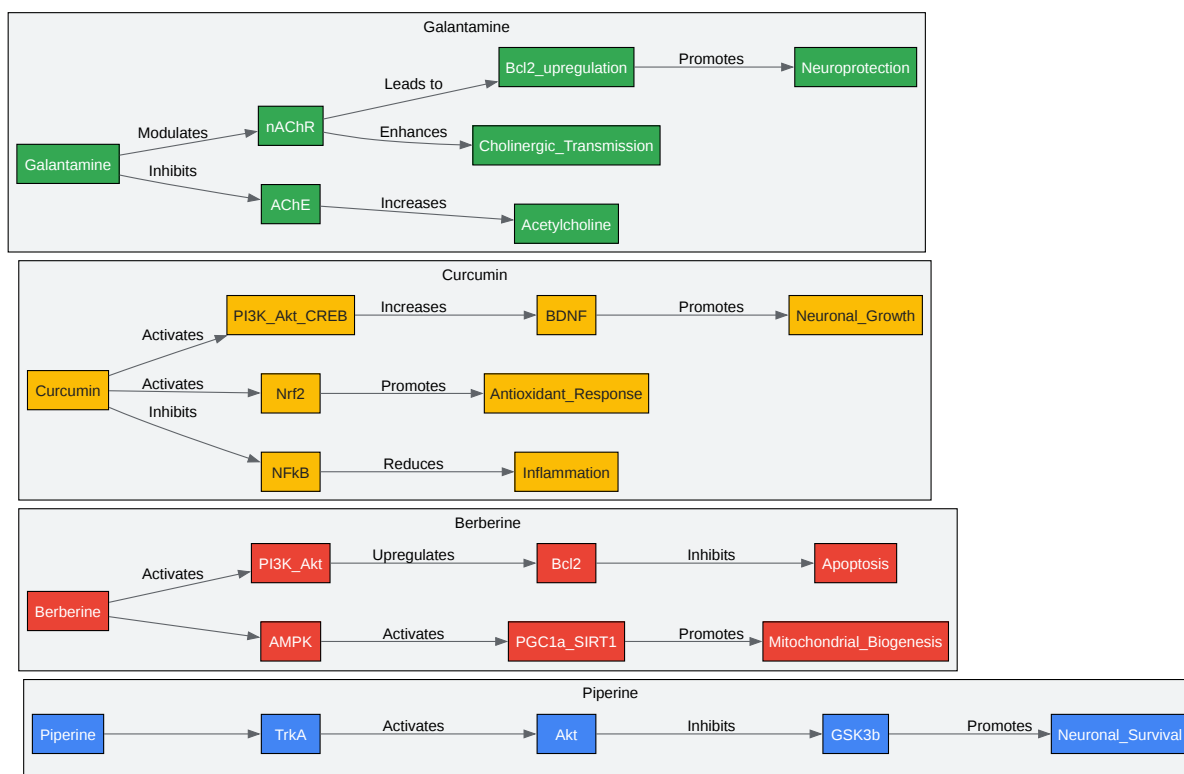 Galantamine
Bcl2_upregulation
Promotes
Neuroprotection
Leads to
nAChR
Modulates
Enhances
Cholinergic_Transmission
Galantamine
Inhibits
AChE
Increases
Acetylcholine
Curcumin
PI3K_Akt_CREB
Increases
BDNF
Promotes
Neuronal_Growth
Activates
Curcumin
Activates
Nrf2
Promotes
Antioxidant_Response
Inhibits
NFkB
Reduces
Inflammation
Berberine
PI3K_Akt
Upregulates
Bcl2
Inhibits
Apoptosis
Activates
Berberine
AMPK
Activates
PGC1a_SIRT1
Promotes
Mitochondrial_Biogenesis
Piperine
Piperine
TrkA
Activates
Akt
Inhibits
GSK3b
Promotes
Neuronal_Survival